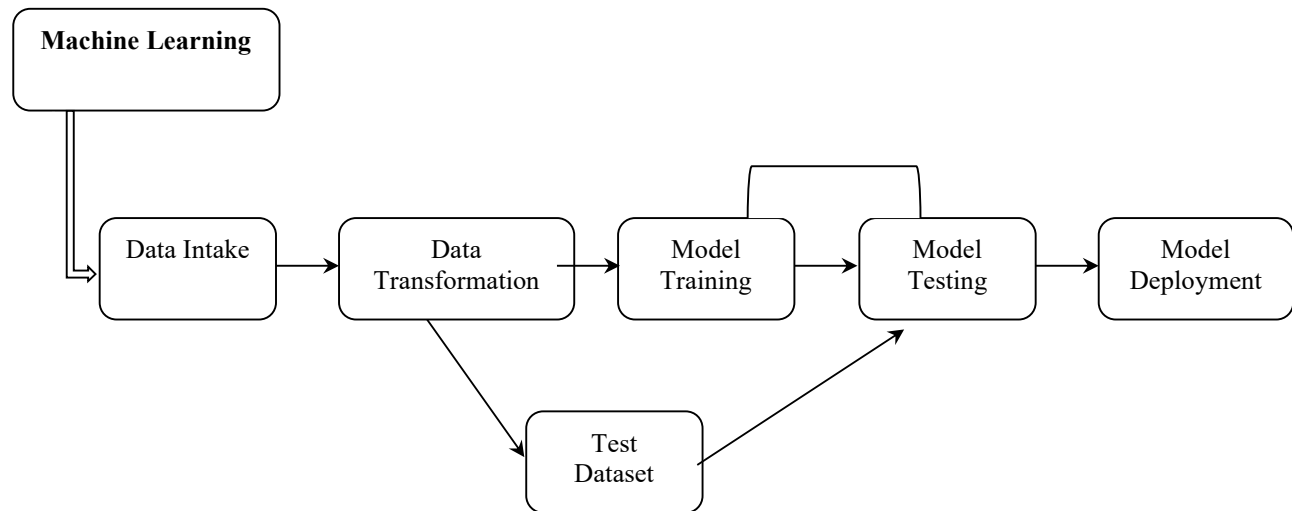 Machine Learning
Data Intake
Data
Transformation
Model
Training
Model
Testing
Model
Deployment
Test
Dataset